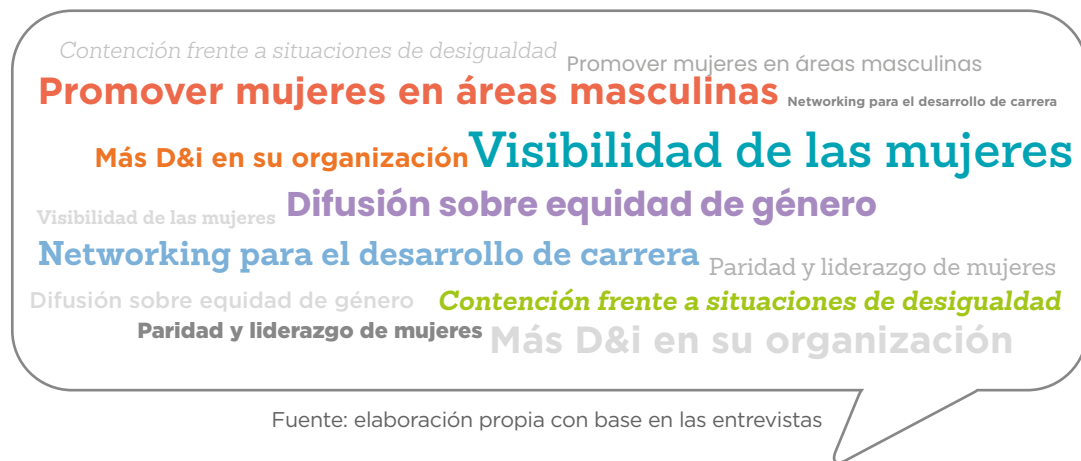 Contención frente a situaciones de desigualdad
Promover mujeres en áreas masculinas
Promover mujeres en áreas masculinas
Networking para el desarrollo de carrera
Más D&i en su organización
Visibilidad de las mujeres
Visibilidad de las mujeres
Difusión sobre equidad de género
Networking para el desarrollo de carrera
Paridad y liderazgo de mujeres
Difusión sobre equidad de género
Contención frente a situaciones de desigualdad
Paridad y liderazgo de mujeres
Más D&i en su organización
Fuente: elaboración propia con base en las entrevistas